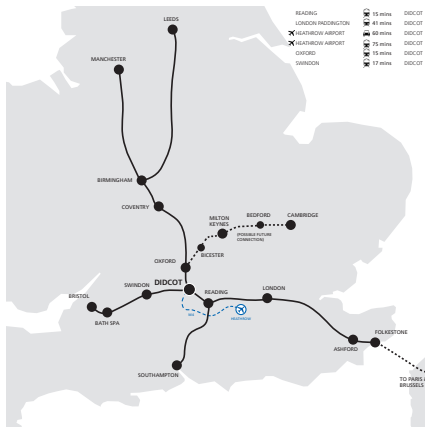 LEEDS
READING 15 mins DIDCOT
LONDON PADDINGTON 41 mins DIDCOT
HEATHROW AIRPORT 60 mins DIDCOT
HEATHROW AIRPORT 75 mins DIDCOT
OXFORD 15 mins DIDCOT
SWINDON 17 mins DIDCOT
MANCHESTER
BIRMINGHAM
COVENTRY
MILTON
KEYNES
BEDFORD
CAMBRIDGE
(POSSIBLE FUTURE
CONNECTION)
BICESTER
OXFORD
DIDCOT
SWINDON
READING
LONDON
BRISTOL
BATH SPA
HEATHROW
FOLKESTONE
ASHFORD
SOUTHAMPTON
TO PARIS
BRUSSELS